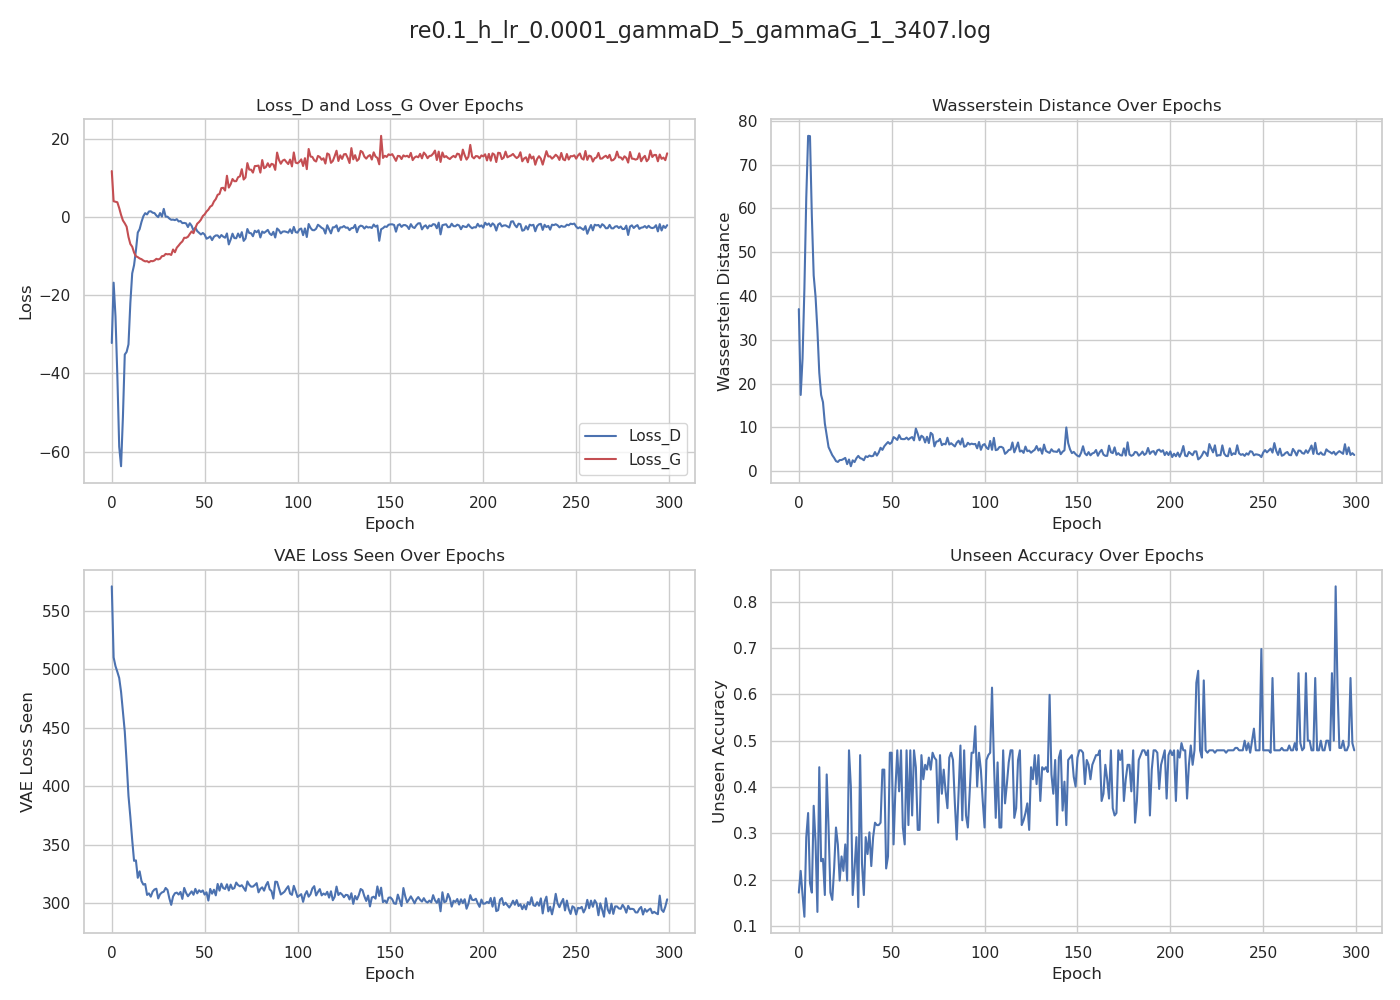 re0.1_h_lr_0.0001_gammaD_5_gammaG_1_3407.log
Loss_D and Loss_G Over Epochs
20
0
−20
−40
−60
Loss
0 50 100 150 200 250 300
Epoch
Loss_D
Loss_G
Wasserstein Distance Over Epochs
80
70
60
50
40
30
20
10
0
Wasserstein Distance
0 50 100 150 200 250 300
Epoch
VAE Loss Seen Over Epochs
550
500
450
400
350
300
VAE Loss Seen
0 50 100 150 200 250 300
Epoch
Unseen Accuracy Over Epochs
0.8
0.7
0.6
0.5
0.4
0.3
0.2
0.1
Unseen Accuracy
0 50 100 150 200 250 300
Epoch